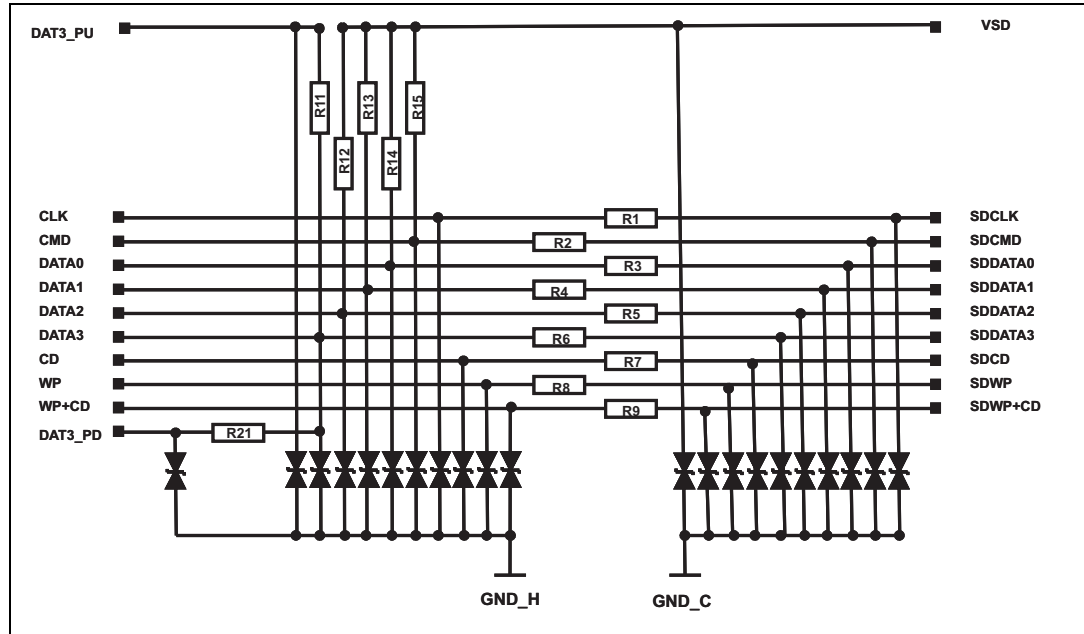 DAT3_PU
VSD
R11
R13
R15
R12
R14
CLK
R1
SDCLK
CMD
R2
SDCMD
DATA0
R3
SDDATA0
DATA1
R4
SDDATA1
DATA2
R5
SDDATA2
DATA3
R6
SDDATA3
CD
R7
SDCD
WP
R8
SDWP
WP+CD
R9
SDWP+CD
DAT3_PD
R21
GND_H
GND_C